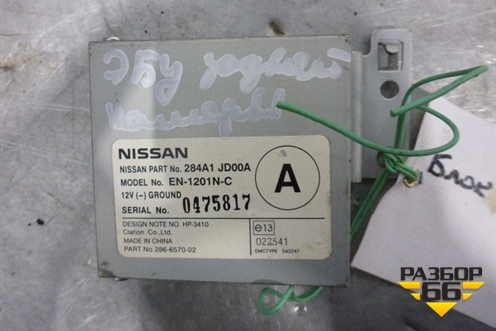 ЭБУ задней
камеры
NISSAN
NISSAN PART No. 284A1 JD00A
MODEL No. EN-1201N-C
12V (–) GROUND
SERIAL No. 0475817
A
DESIGN NOTE NO. HP-3410
Clarion Co.,Ltd.
MADE IN CHINA
PART No.286-6570-02
e13
022541
EMCTYPE 542247
Блок
РАЗБОР
66